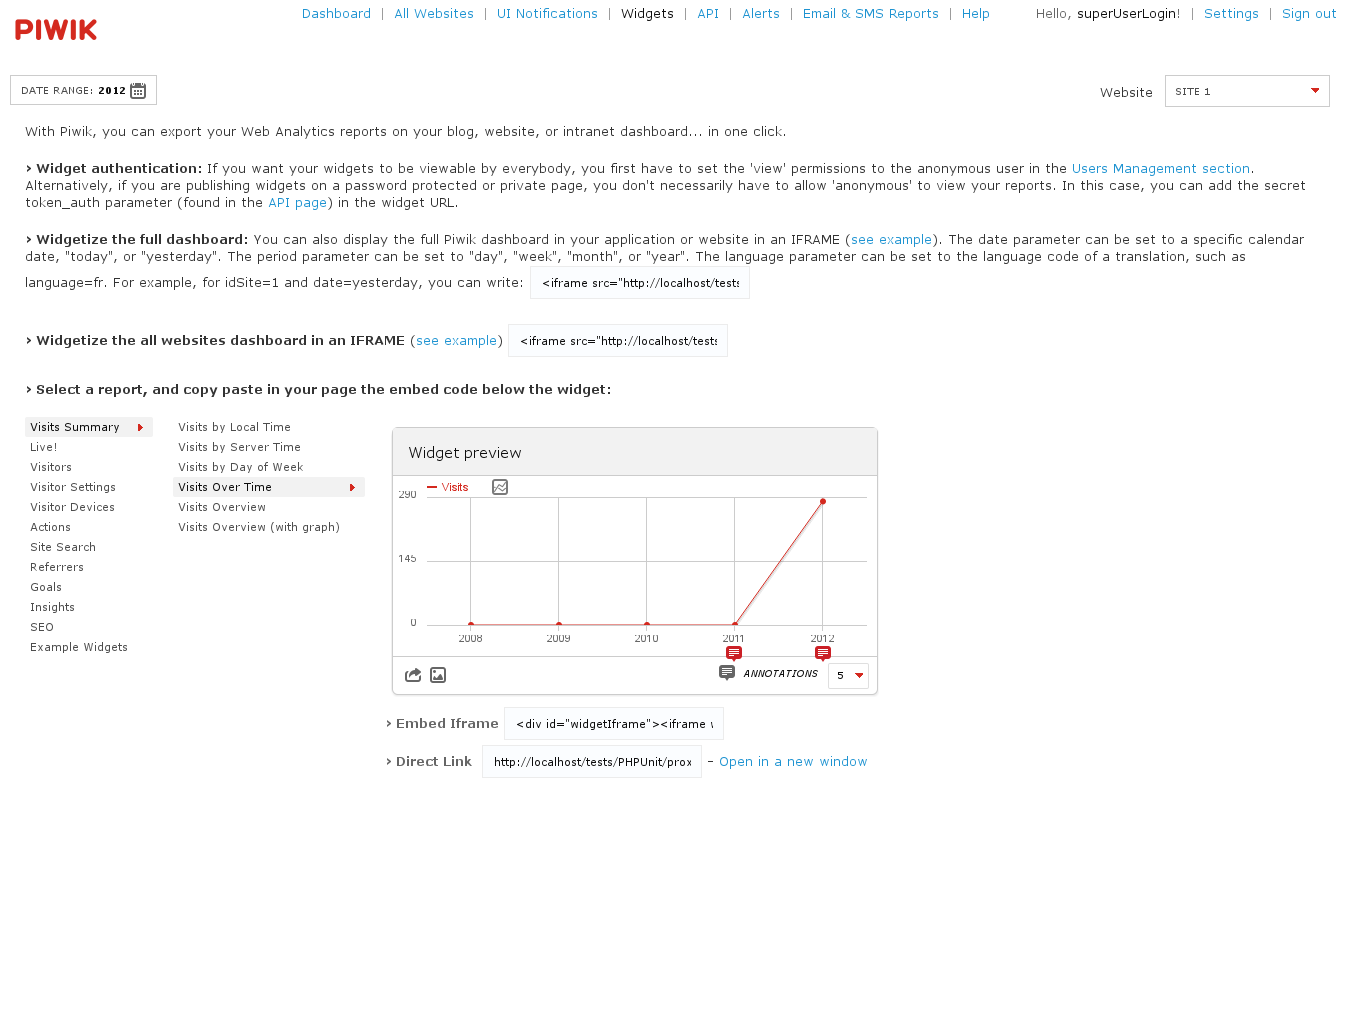 PIWIK
Dashboard | All Websites | UI Notifications | Widgets | API | Alerts | Email & SMS Reports | Help
Hello, superUserLogin! | Settings | Sign out
DATE RANGE: 2012
Website SITE 1
With Piwik, you can export your Web Analytics reports on your blog, website, or intranet dashboard... in one click.
› Widget authentication: If you want your widgets to be viewable by everybody, you first have to set the 'view' permissions to the anonymous user in the Users Management section.
Alternatively, if you are publishing widgets on a password protected or private page, you don't necessarily have to allow 'anonymous' to view your reports. In this case, you can add the secret
token_auth parameter (found in the API page) in the widget URL.
› Widgetize the full dashboard: You can also display the full Piwik dashboard in your application or website in an IFRAME (see example). The date parameter can be set to a specific calendar
date, "today", or "yesterday". The period parameter can be set to "day", "week", "month", or "year". The language parameter can be set to the language code of a translation, such as
language=fr. For example, for idSite=1 and date=yesterday, you can write: <iframe src="http://localhost/tests
› Widgetize the all websites dashboard in an IFRAME (see example) <iframe src="http://localhost/tests
› Select a report, and copy paste in your page the embed code below the widget:
Visits Summary
Live!
Visitors
Visitor Settings
Visitor Devices
Actions
Site Search
Referrers
Goals
Insights
SEO
Example Widgets
Visits by Local Time
Visits by Server Time
Visits by Day of Week
Visits Over Time
Visits Overview
Visits Overview (with graph)
Widget preview
Visits
290
145
0
2008 2009 2010 2011 2012
ANNOTATIONS 5
› Embed Iframe <div id="widgetIframe"><iframe
› Direct Link http://localhost/tests/PHPUnit/prox – Open in a new window